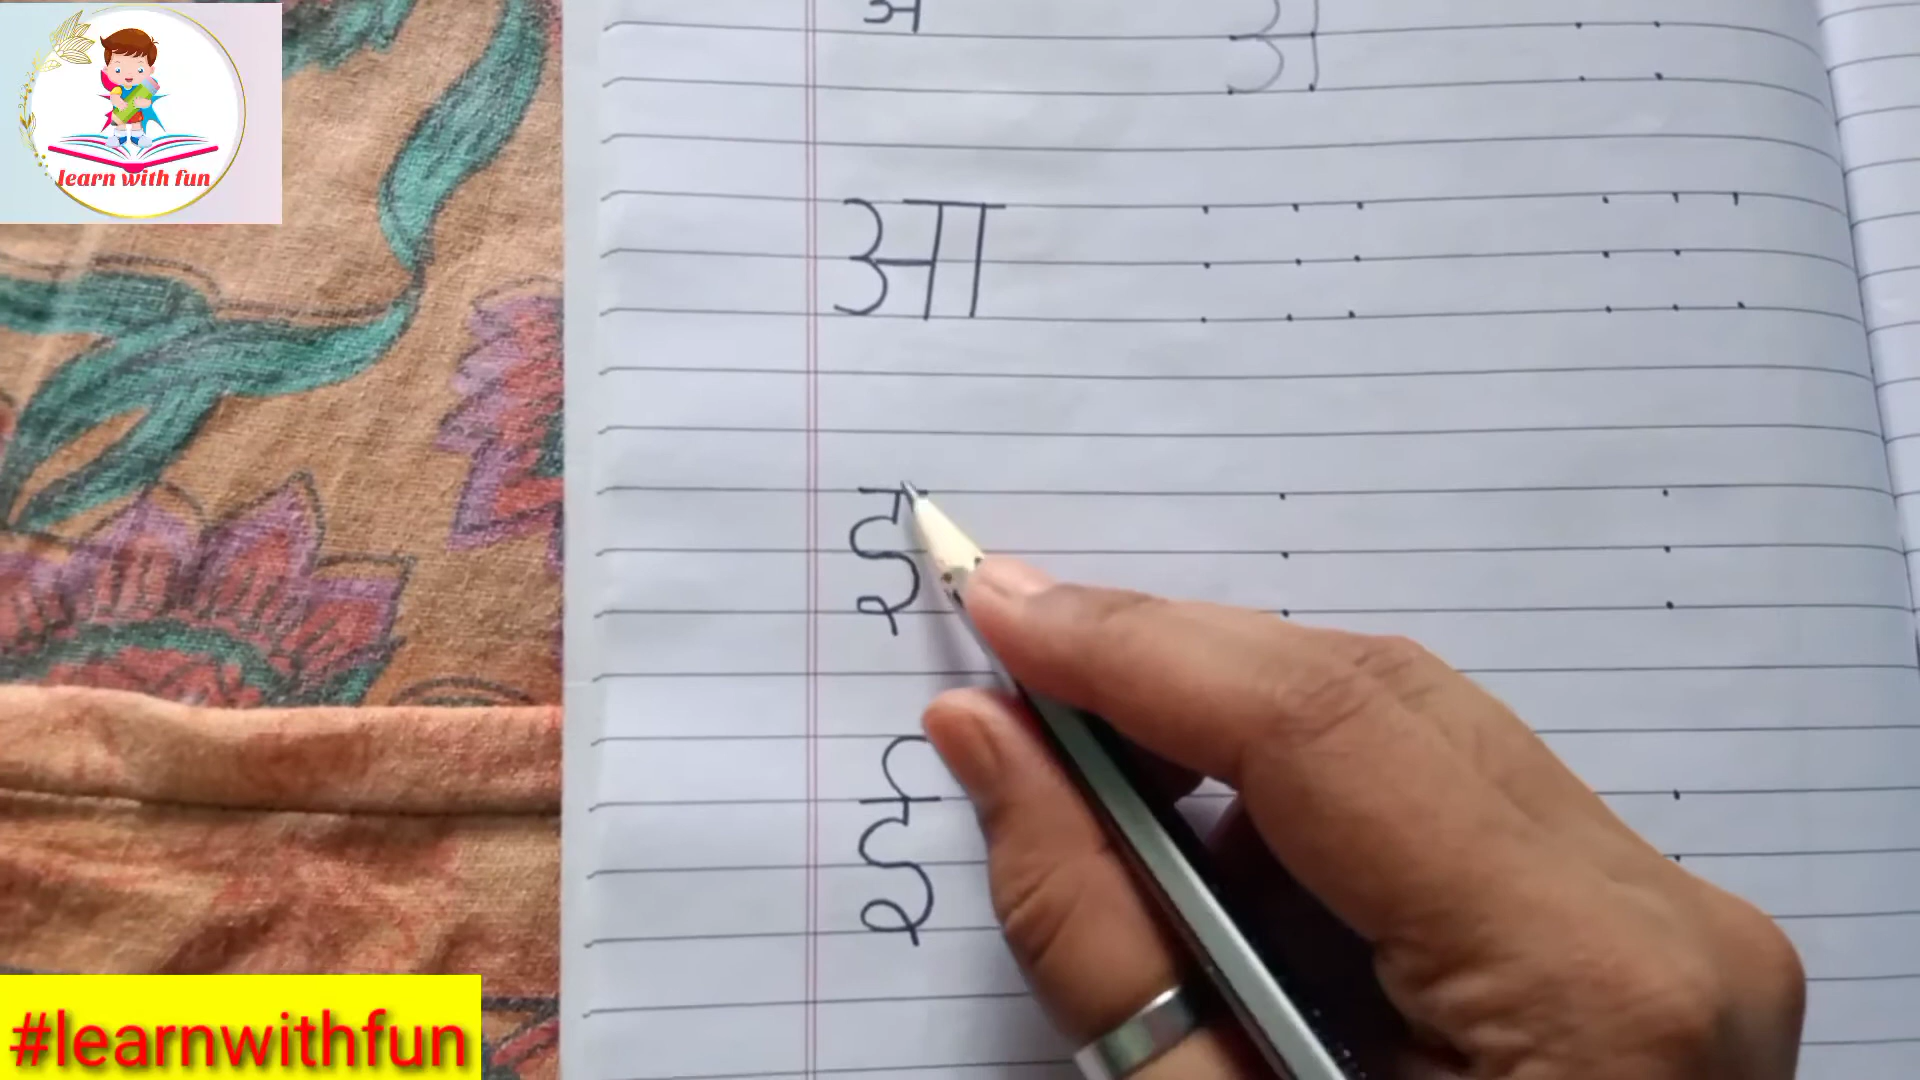 learn with fun
अ अ
आ
इ
ई
#learnwithfun